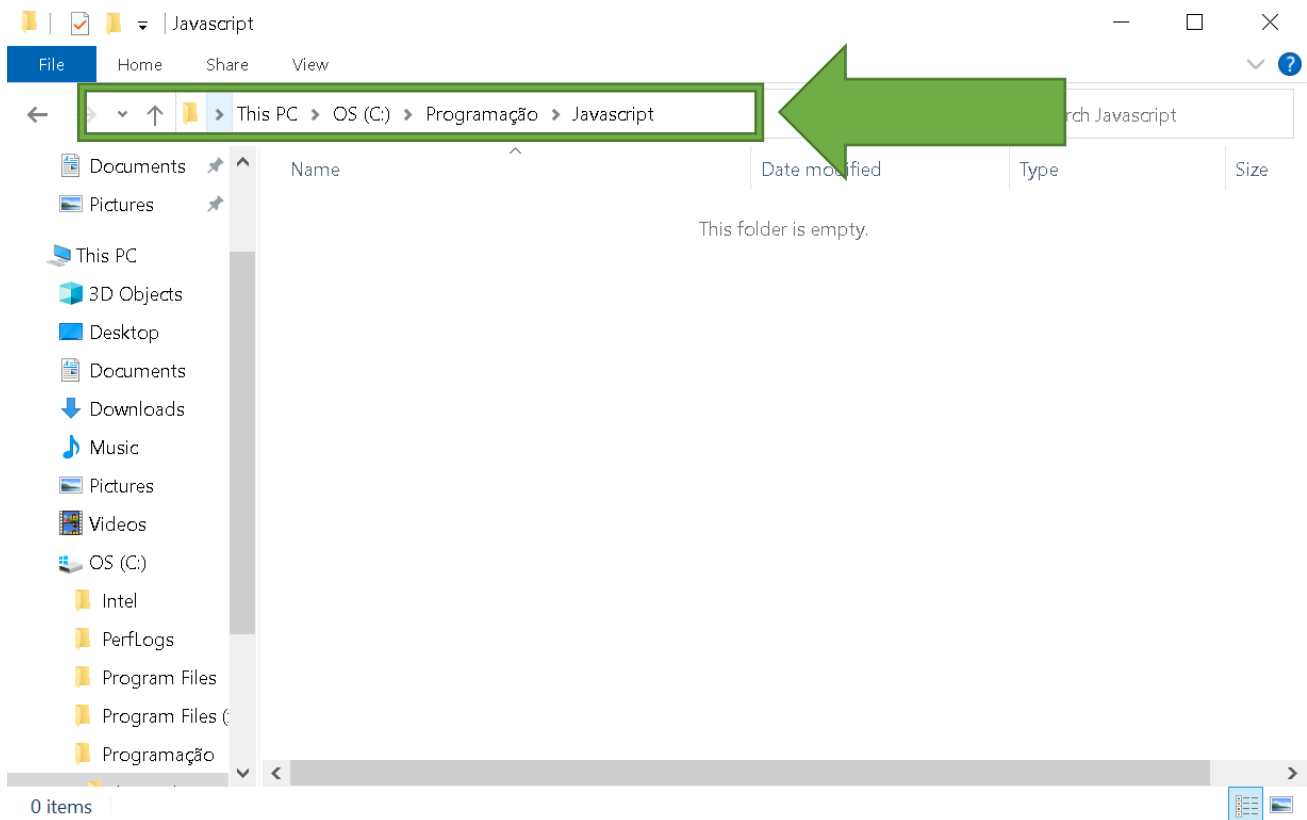 Javascript
File Home Share View
This PC > OS (C:) > Programação > Javascript
rch Javascript
Name Date modified Type Size
This folder is empty.
Documents
Pictures
This PC
3D Objects
Desktop
Documents
Downloads
Music
Pictures
Videos
OS (C:)
Intel
PerfLogs
Program Files
Program Files (
Programação
0 items